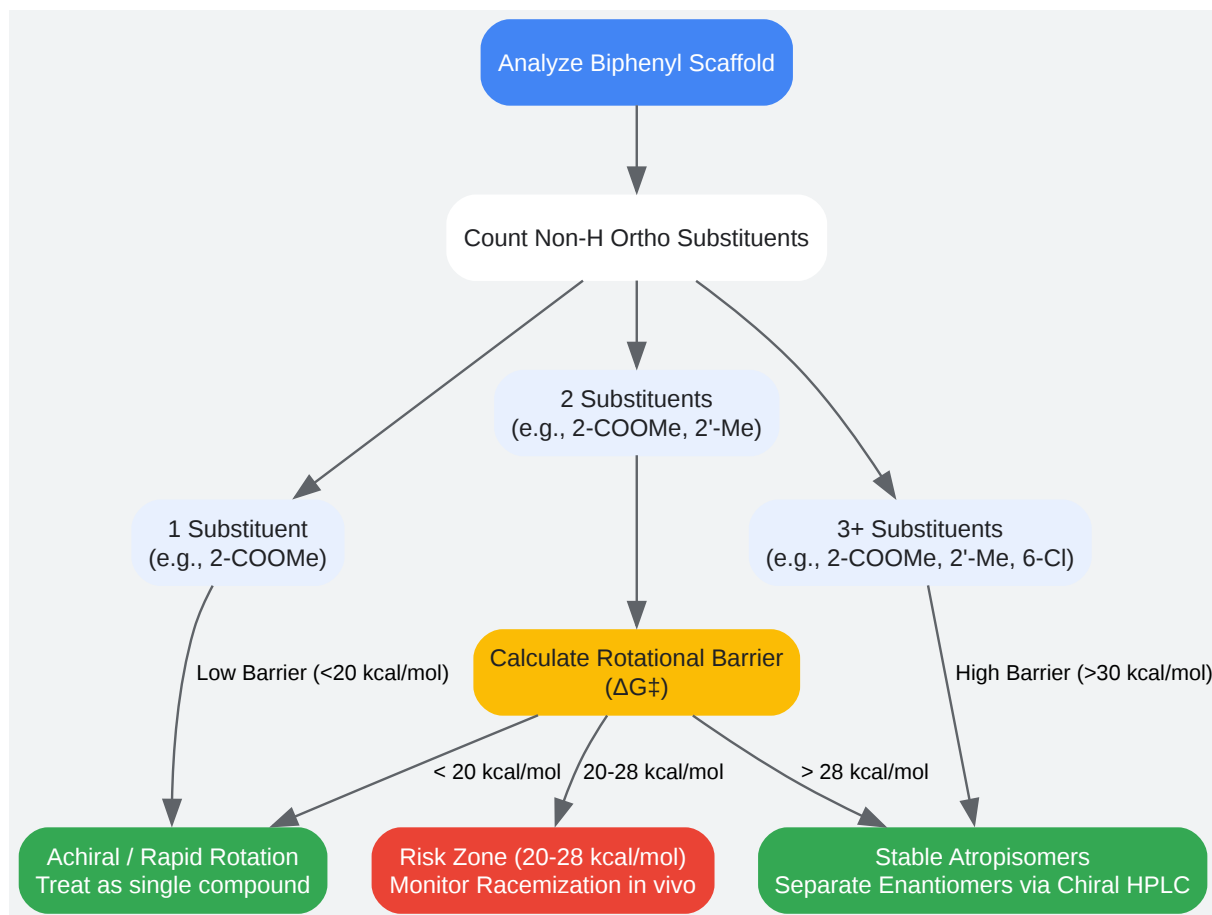 Analyze Biphenyl Scaffold
Count Non-H Ortho Substituents
2 Substituents
(e.g., 2-COOMe, 2'-Me)
1 Substituent
(e.g., 2-COOMe)
3+ Substituents
(e.g., 2-COOMe, 2'-Me, 6-Cl)
Calculate Rotational Barrier
(ΔG‡)
Low Barrier (<20 kcal/mol)
High Barrier (>30 kcal/mol)
< 20 kcal/mol
20-28 kcal/mol
> 28 kcal/mol
Achiral / Rapid Rotation
Treat as single compound
Risk Zone (20-28 kcal/mol)
Monitor Racemization in vivo
Stable Atropisomers
Separate Enantiomers via Chiral HPLC